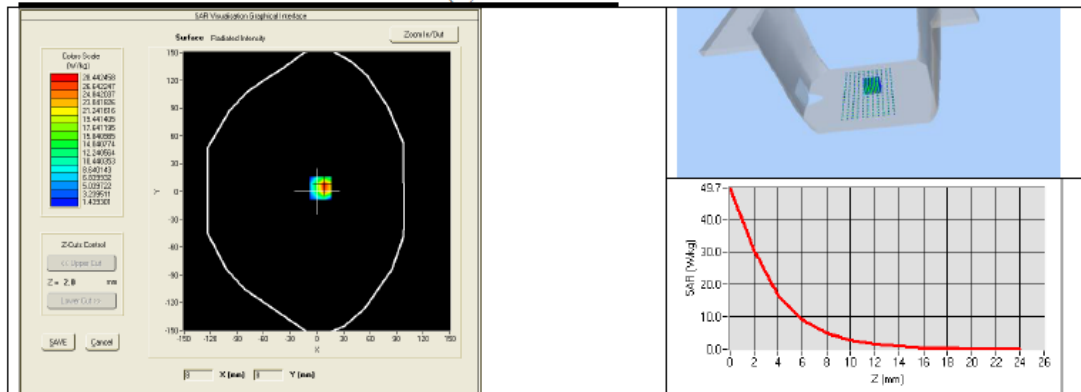 SAR Visualisation Graphical Interface
Surface Radiated Intensity
Zoom In/Out
Colors Scale
(W/kg)
28.442458
26.642247
24.842037
23.041826
21.241616
19.441405
17.641195
15.840985
14.040774
12.240564
10.440353
8.640143
6.839932
5.039722
3.239511
1.439301
Z-Cuts Control
<< Upper Cut
Z = 2.0 mm
Lower Cut >>
SAVE Cancel
150
120
90
60
30
0
-30
-60
-90
-120
-150
Y
-150 -120 -90 -60 -30 0 30 60 90 120 150
X
X (mm) Y (mm)
49.7
40.0
30.0
20.0
10.0
0.0
SAR (W/kg)
0 2 4 6 8 10 12 14 16 18 20 22 24 26
Z (mm)